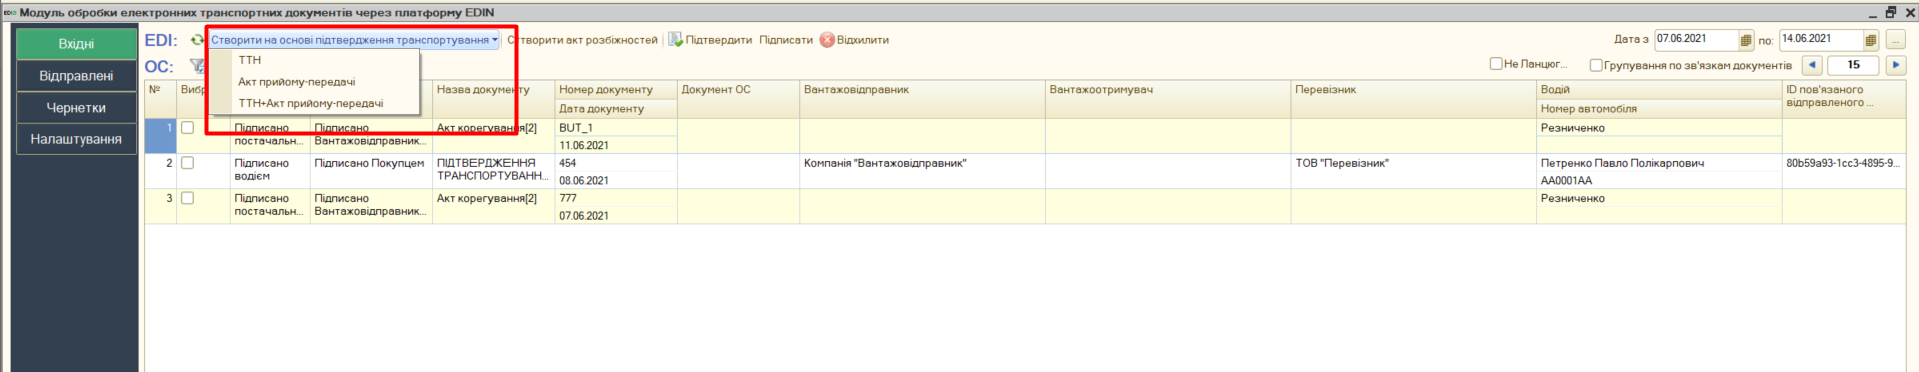 EDIN Модуль обробки електронних транспортних документів через платформу EDIN
Вхідні
Відправлені
Чернетки
Налаштування
EDI: Створити на основі підтвердження транспортування Створити акт розбіжностей Підтвердити Підписати Відхилити Дата з 07.06.2021 по: 14.06.2021 ...
ТТН
Акт прийому-передачі
ТТН+Акт прийому-передачі
ОС: Не Ланцюг... Групування по зв'язкам документів 15
№ Вибр Назва документу Номер документу Документ ОС Вантажовідправник Вантажоотримувач Перевізник Водій ID пов'язаного
Дата документу Номер автомобіля відправленого ...
1 Підписано Підписано Акт корегування[2] BUT_1 Резниченко
постачальн... Вантажовідправник... 11.06.2021
2 Підписано Підписано Покупцем ПІДТВЕРДЖЕННЯ 454 Компанія "Вантажовідправник" ТОВ "Перевізник" Петренко Павло Полікарпович 80b59a93-1cc3-4895-9...
водієм ТРАНСПОРТУВАНН... 08.06.2021 АА0001АА
3 Підписано Підписано Акт корегування[2] 777 Резниченко
постачальн... Вантажовідправник... 07.06.2021